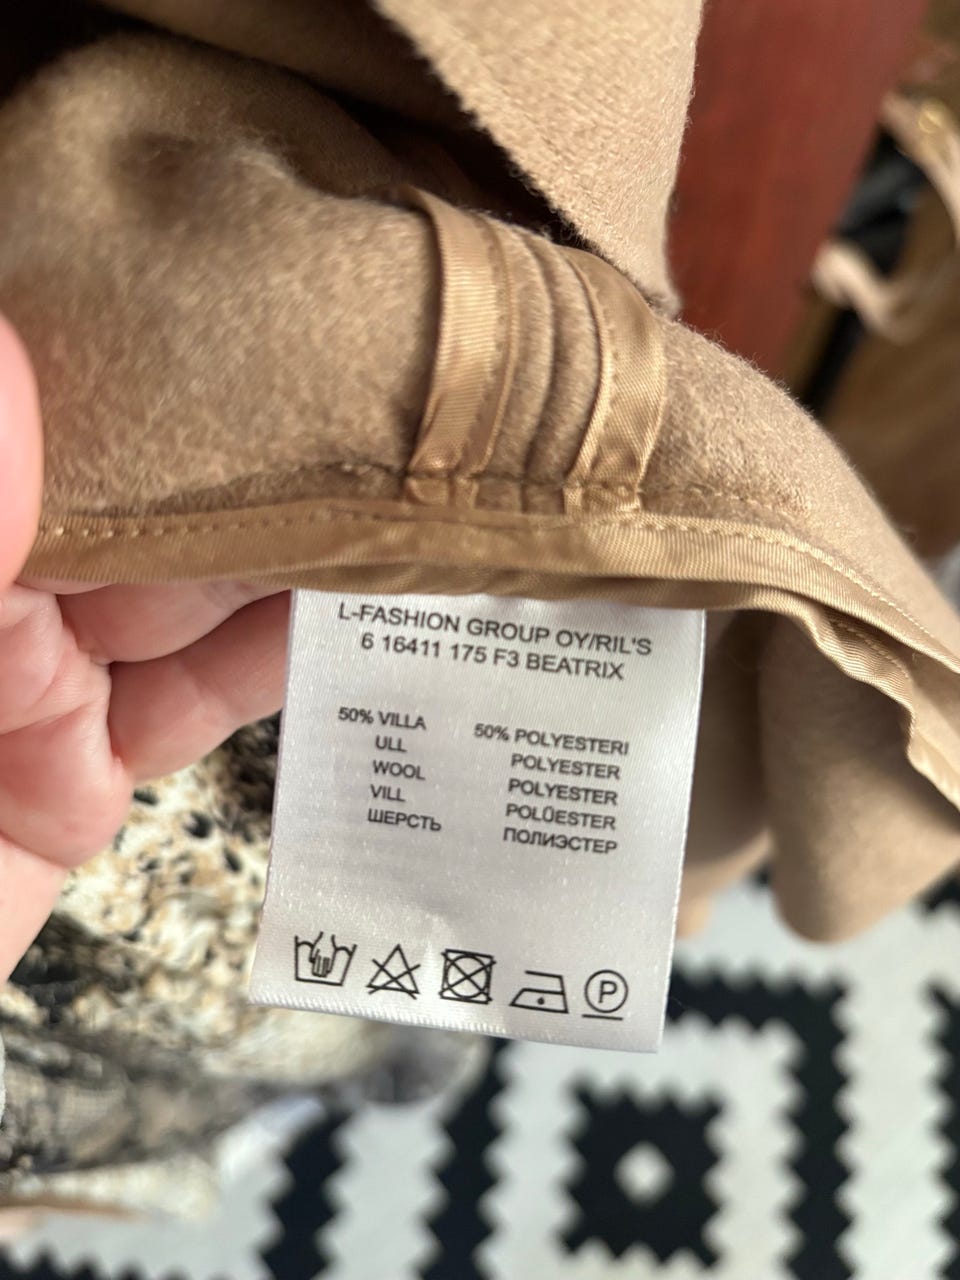 L-FASHION GROUP OY/RIL'S
6 16411 175 F3 BEATRIX
50% VILLA 50% POLYESTERI
ULL POLYESTER
WOOL POLYESTER
VILL POLÜESTER
ШЕРСТЬ ПОЛИЭСТЕР
P